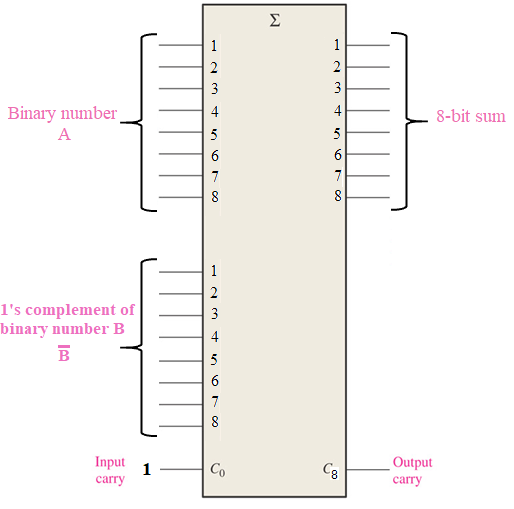 Σ
1 1
2 2
3 3
Binary number 4 4 8-bit sum
A 5 5
6 6
7 7
8 8
1
2
1's complement of 3
binary number B 4
B̅ 5
6
7
8
Input 1 C₀ C₈ Output
carry carry